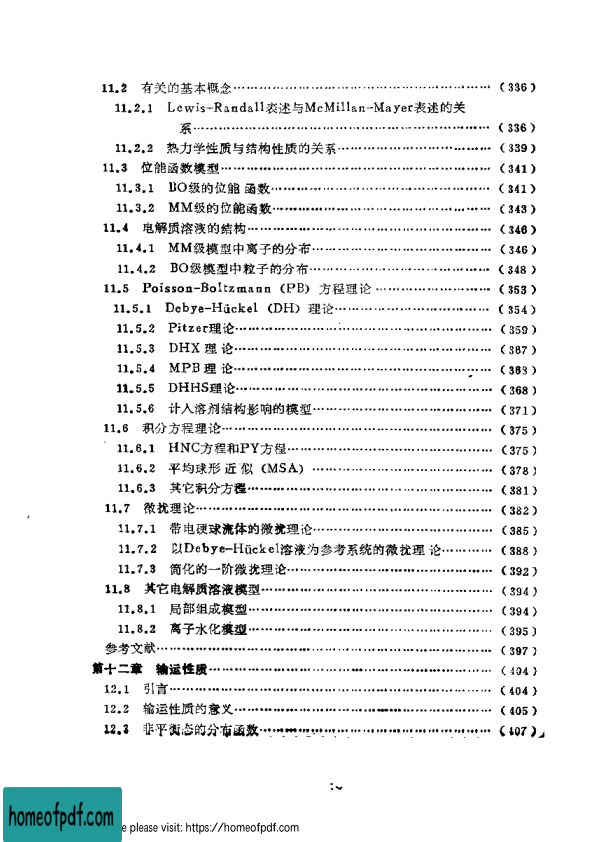 11.2 有关的基本概念……………………………………(336)
11.2.1 Lewis-Randall表述与McMillan-Mayer表述的关
系……………………………………(336)
11.2.2 热力学性质与结构性质的关系……………………(339)
11.3 位能函数模型……………………………………(341)
11.3.1 BO级的位能函数……………………………(341)
11.3.2 MM级的位能函数……………………………(343)
11.4 电解质溶液的结构………………………………(346)
11.4.1 MM级模型中离子的分布………………………(346)
11.4.2 BO级模型中粒子的分布………………………(348)
11.5 Poisson-Boltzmann (PB) 方程理论………………(353)
11.5.1 Debye-Hückel (DH) 理论……………………(354)
11.5.2 Pitzer理论…………………………………(359)
11.5.3 DHX理论……………………………………(367)
11.5.4 MPB理论……………………………………(368)
11.5.5 DHHS理论…………………………………(368)
11.5.6 计入溶剂结构影响的模型………………………(371)
11.6 积分方程理论……………………………………(375)
11.6.1 HNC方程和PY方程…………………………(375)
11.6.2 平均球形近似 (MSA) ………………………(378)
11.6.3 其它积分方程………………………………(381)
11.7 微扰理论…………………………………………(382)
11.7.1 带电硬球流体的微扰理论………………………(385)
11.7.2 以Debye-Hückel溶液为参考系统的微扰理论…………(388)
11.7.3 简化的一阶微扰理论……………………………(392)
11.8 其它电解质溶液模型……………………………(394)
11.8.1 局部组成模型………………………………(394)
11.8.2 离子水化模型………………………………(395)
参考文献……………………………………………(397)
第十二章 输运性质…………………………………(404)
12.1 引言………………………………………………(404)
12.2 输运性质的意义…………………………………(405)
12.3 非平衡态的分布函数……………………………(407)
homeofpdf.com
e please visit: https://homeofpdf.com